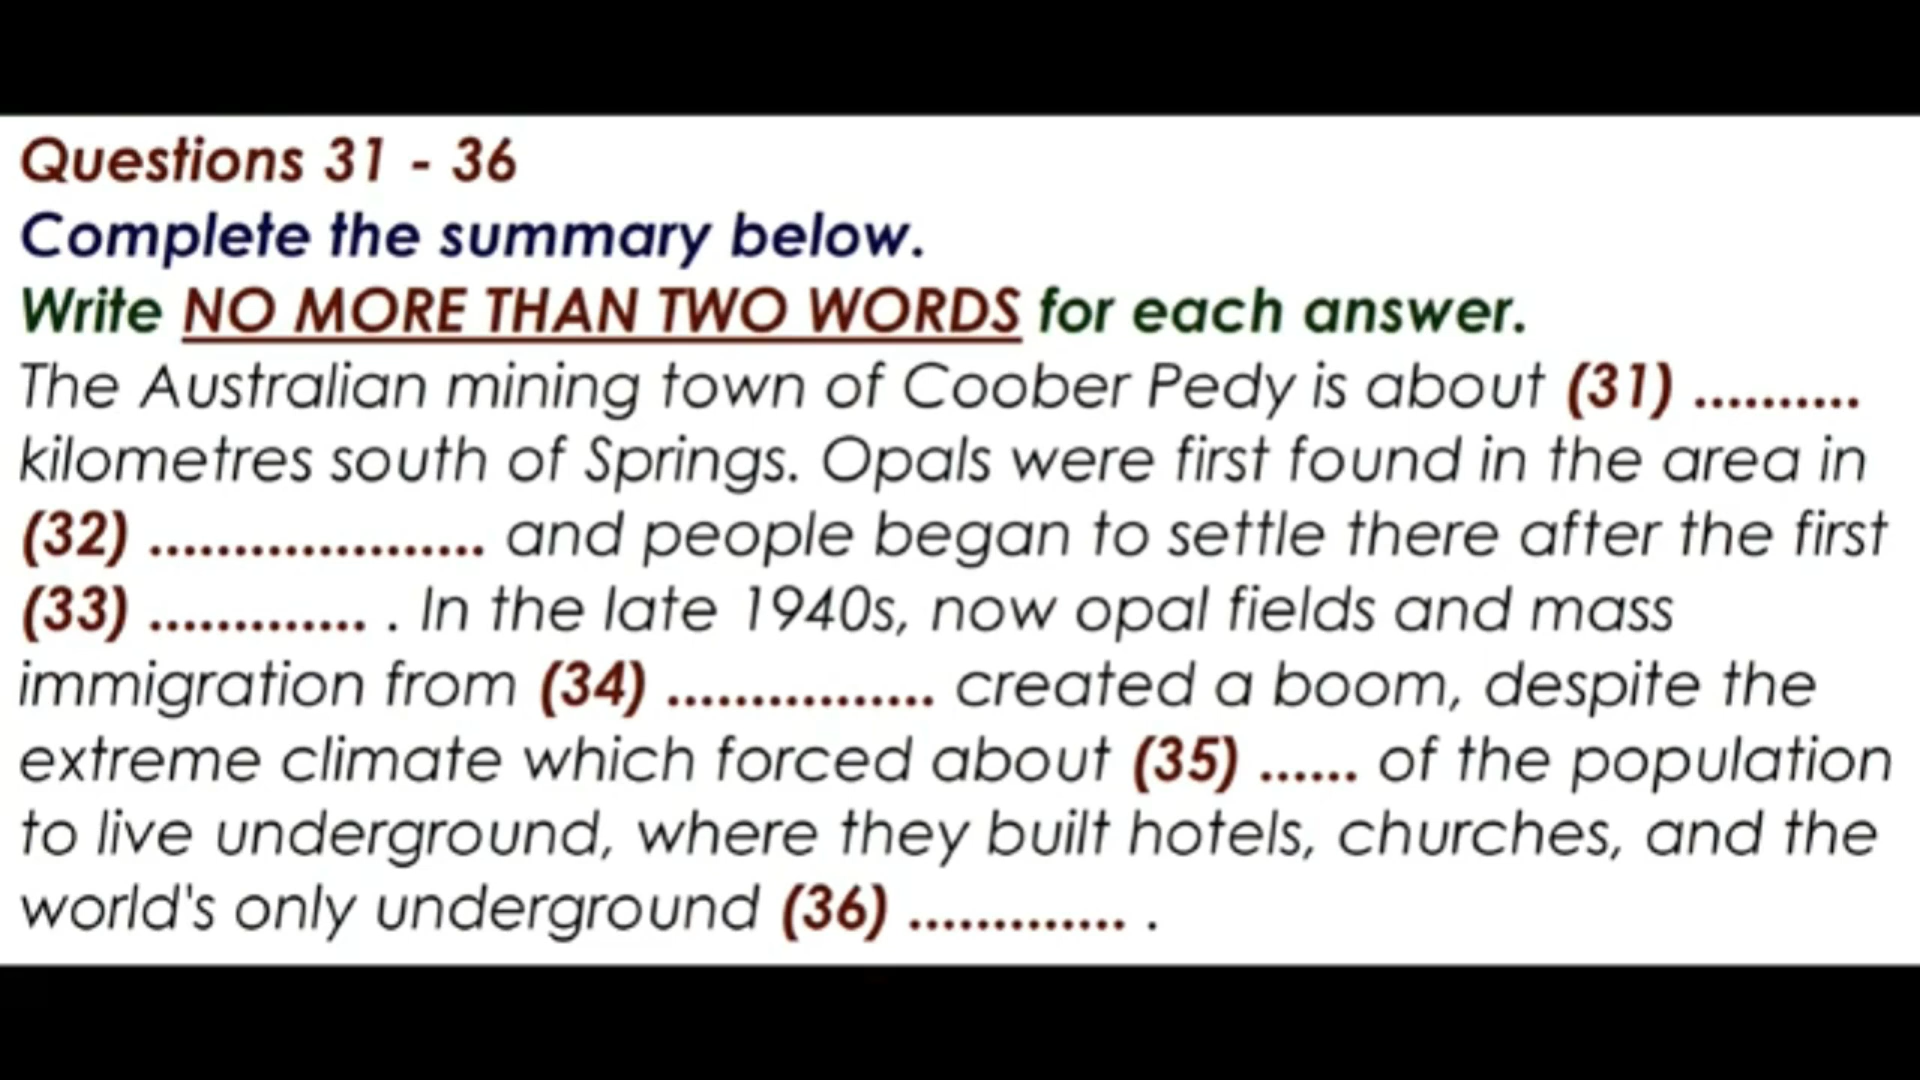 Questions 31 - 36
Complete the summary below.
Write NO MORE THAN TWO WORDS for each answer.
The Australian mining town of Coober Pedy is about (31) ..........
kilometres south of Springs. Opals were first found in the area in
(32) .................... and people began to settle there after the first
(33) ............. . In the late 1940s, now opal fields and mass
immigration from (34) ................ created a boom, despite the
extreme climate which forced about (35) ...... of the population
to live underground, where they built hotels, churches, and the
world's only underground (36) ............. .